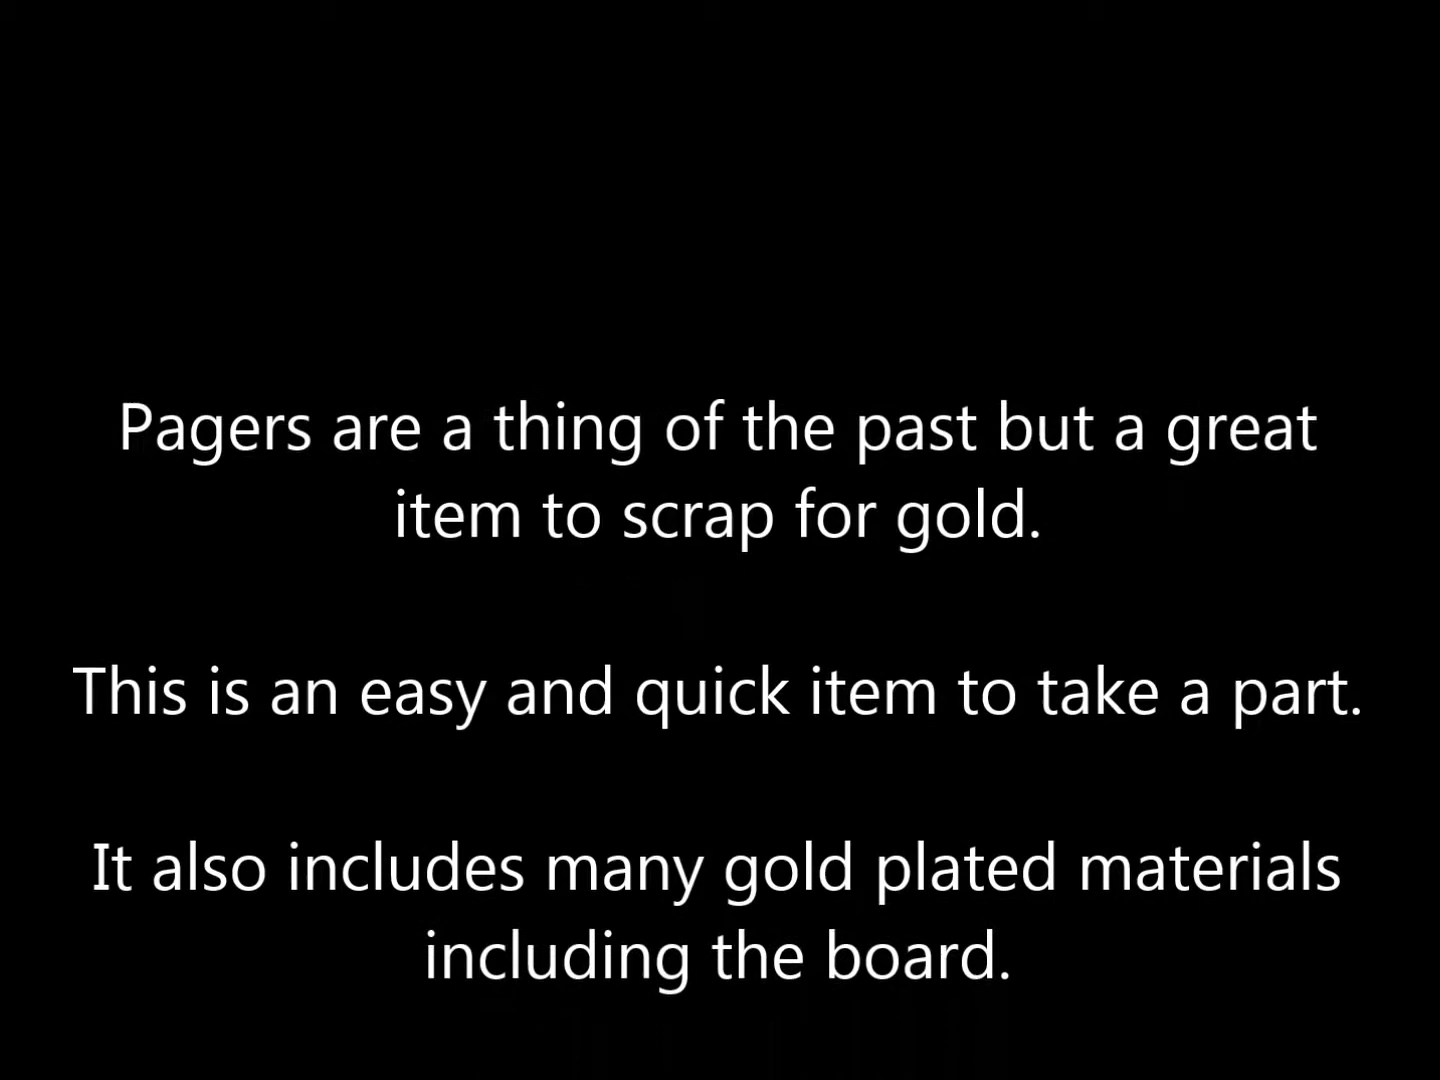 Pagers are a thing of the past but a great
item to scrap for gold.
This is an easy and quick item to take a part.
It also includes many gold plated materials
including the board.